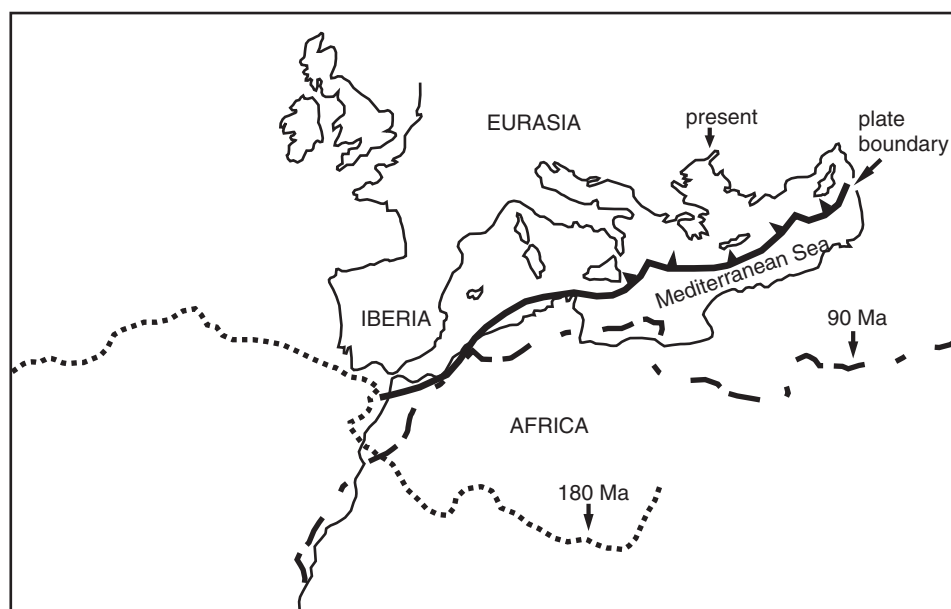 EURASIA
present
plate
boundary
Mediterranean Sea
IBERIA
90 Ma
AFRICA
180 Ma